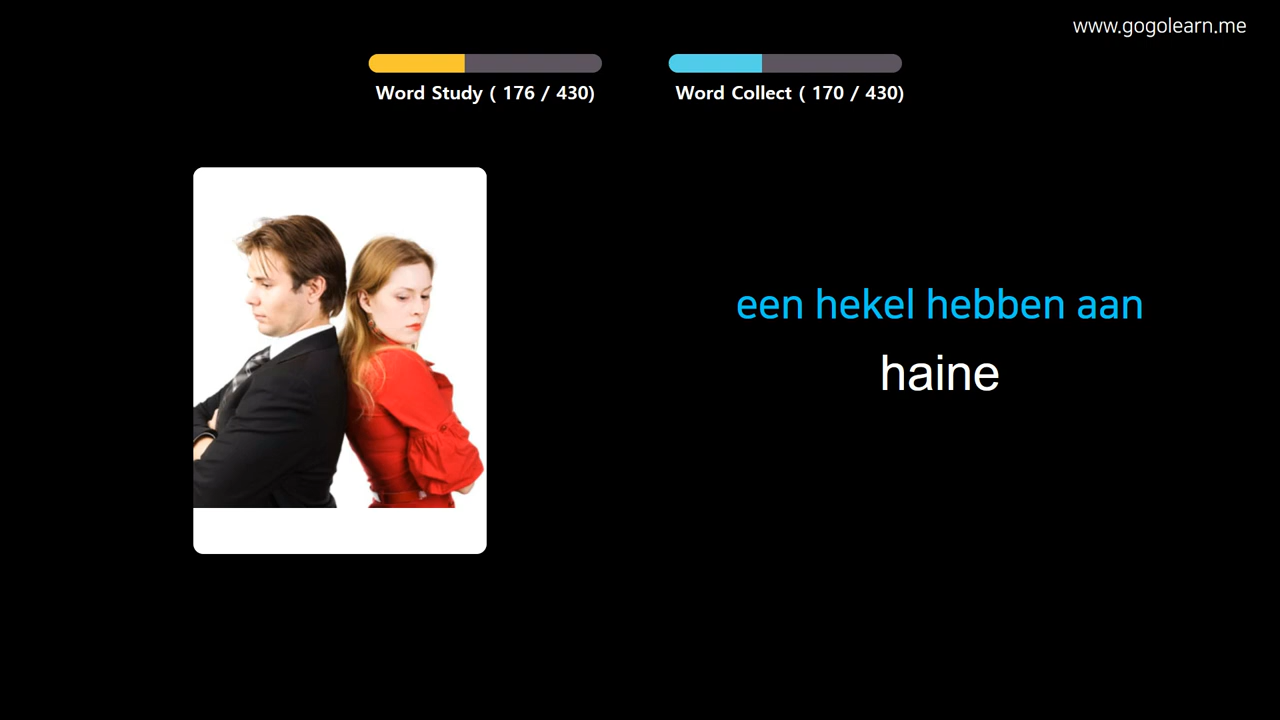 www.gogolearn.me
Word Study ( 176 / 430)
Word Collect ( 170 / 430)
een hekel hebben aan
haine